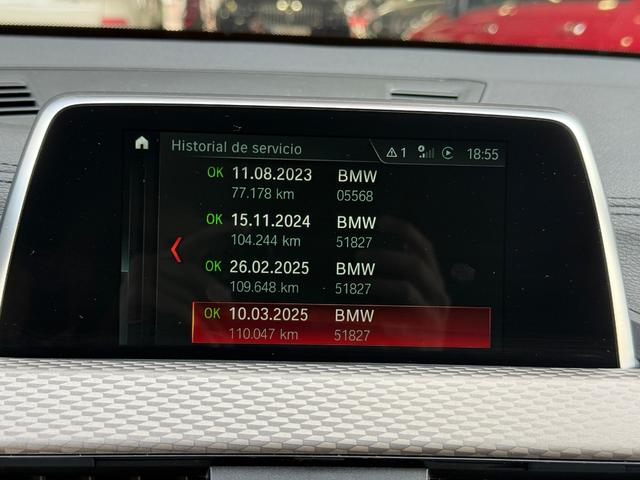 Historial de servicio 1 18:55
OK 11.08.2023 BMW
77.178 km 05568
OK 15.11.2024 BMW
104.244 km 51827
OK 26.02.2025 BMW
109.648 km 51827
OK 10.03.2025 BMW
110.047 km 51827